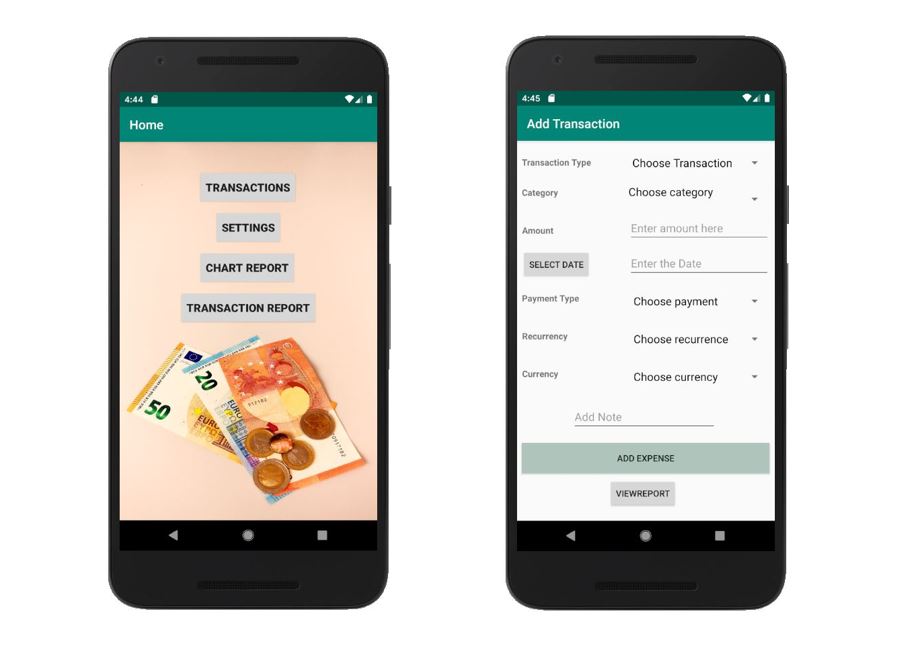 4:44
Home
TRANSACTIONS
SETTINGS
CHART REPORT
TRANSACTION REPORT
50
20
EURO
EURO
4:45
Add Transaction
Transaction Type Choose Transaction
Category Choose category
Amount Enter amount here
SELECT DATE Enter the Date
Payment Type Choose payment
Recurrency Choose recurrence
Currency Choose currency
Add Note
ADD EXPENSE
VIEWREPORT